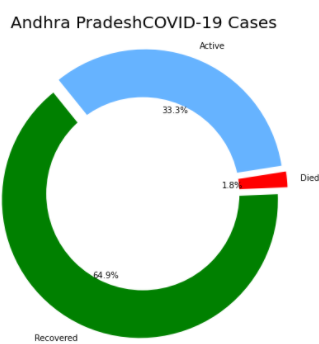 Andhra PradeshCOVID-19 Cases
Active
33.3%
Died
1.8%
64.9%
Recovered